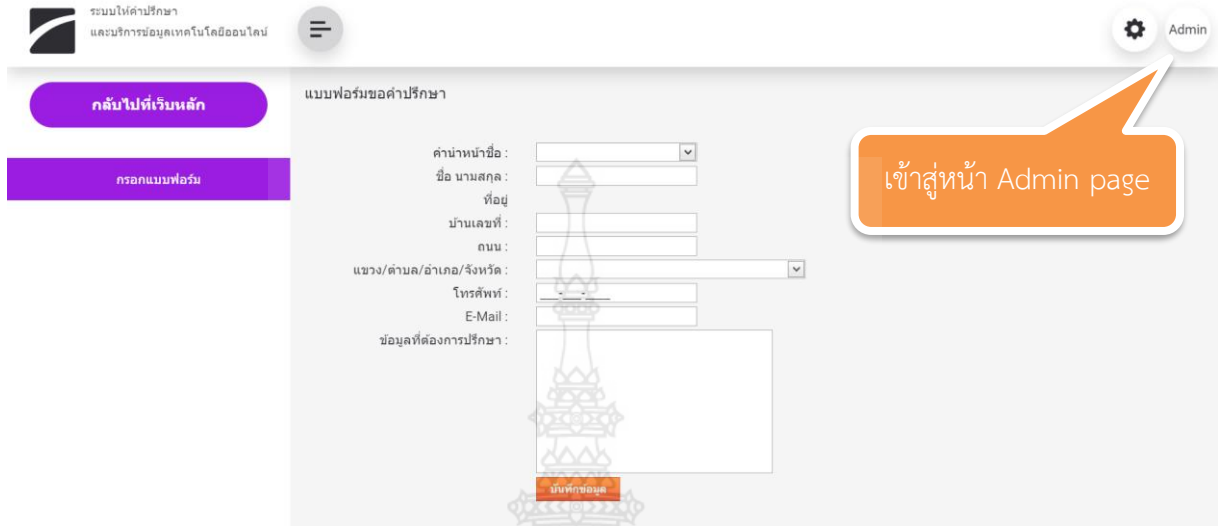 ระบบให้คำปรึกษา
และบริการข้อมูลเทคโนโลยีออนไลน์
Admin
กลับไปที่เว็บหลัก
แบบฟอร์มขอคำปรึกษา
กรอกแบบฟอร์ม
เข้าสู่หน้า Admin page
คำนำหน้าชื่อ :
ชื่อ นามสกุล :
ที่อยู่
บ้านเลขที่ :
ถนน :
แขวง/ตำบล/อำเภอ/จังหวัด :
โทรศัพท์ : ___-___-____
E-Mail :
ข้อมูลที่ต้องการปรึกษา :
บันทึกข้อมูล